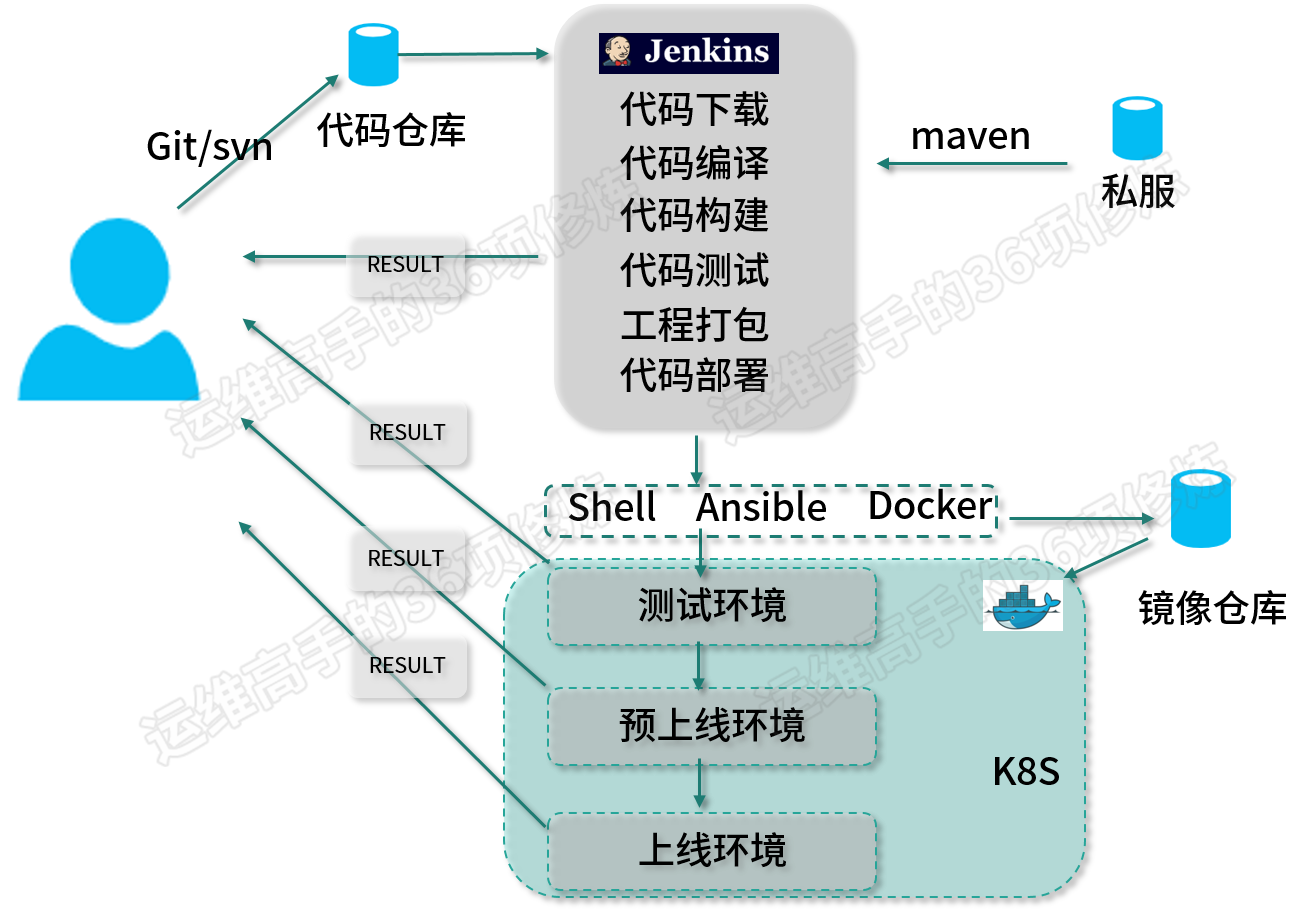 Jenkins
代码下载
代码编译
代码构建
代码测试
工程打包
代码部署
Git/svn
代码仓库
maven
私服
RESULT
RESULT
RESULT
RESULT
Shell Ansible Docker
镜像仓库
测试环境
预上线环境
上线环境
K8S
运维高手的36项修炼
运维高手的36项修炼
运维高手的36项修炼
运维高手的36项修炼